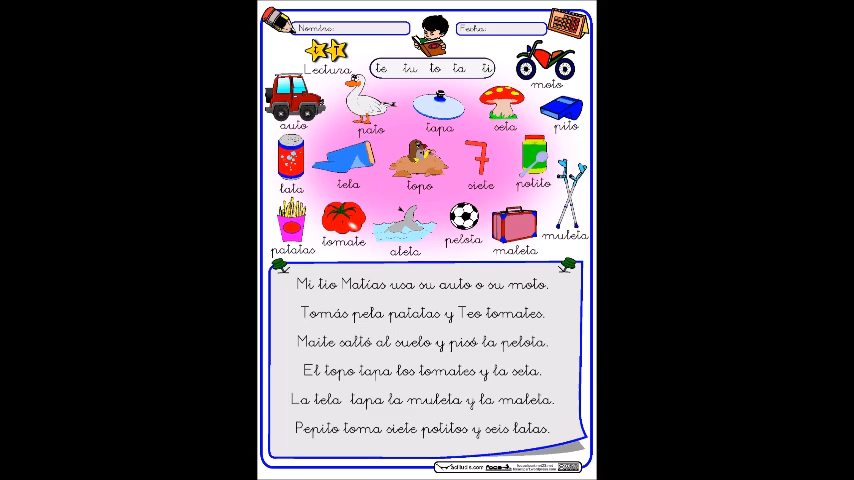 Nombre:
Fecha:
t T
Lectura
te tu to ta ti
moto
auto
pato
tapa
seta
pito
lata
tela
topo
siete
potito
patatas
tomate
aleta
pelota
maleta
muleta
Mi tio Matías usa su auto o su moto.
Tomás pela patatas y Teo tomates.
Maite saltó al suelo y pisó la pelota.
El topo tapa los tomates y la seta.
La tela tapa la muleta y la maleta.
Pepito toma siete potitos y seis latas.